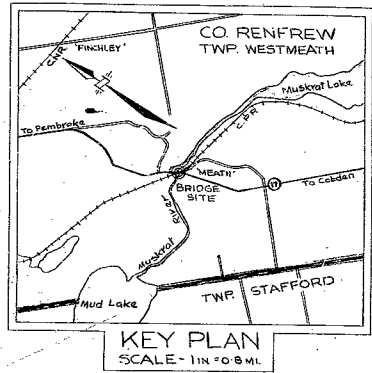 CO. RENFREW
TWP. WESTMEATH
C.N.R.
"FINCHLEY"
Muskrat Lake
C.P.R.
To Pembroke
"MEATH"
BRIDGE
SITE
17
To Cobden
Muskrat River
Mud Lake
TWP. STAFFORD
KEY PLAN
SCALE - 1 IN = 0.8 MI.